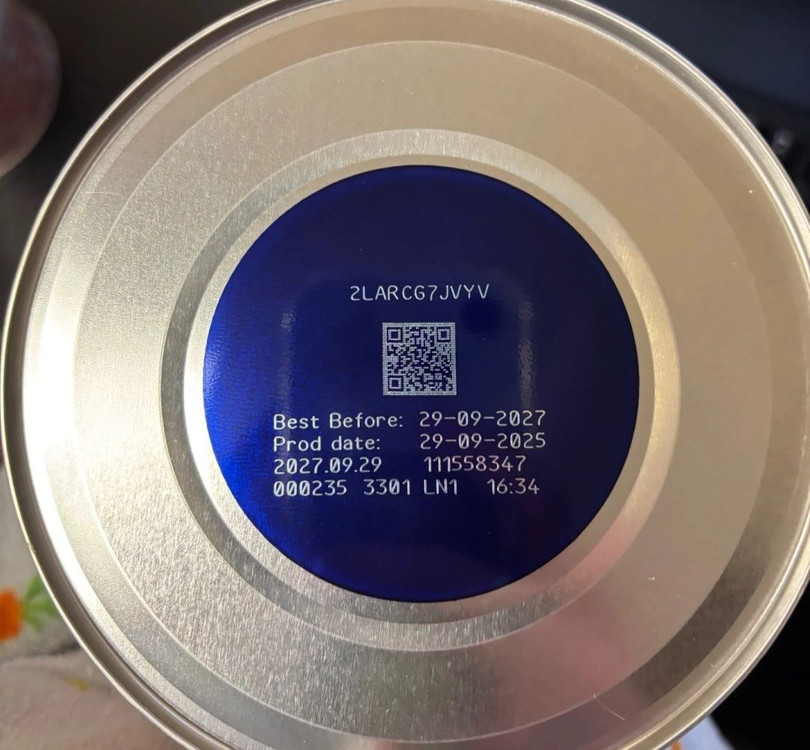 2LARCG7JVYV
Best Before: 29-09-2027
Prod date: 29-09-2025
2027.09.29 111558347
000235 3301 LN1 16:34